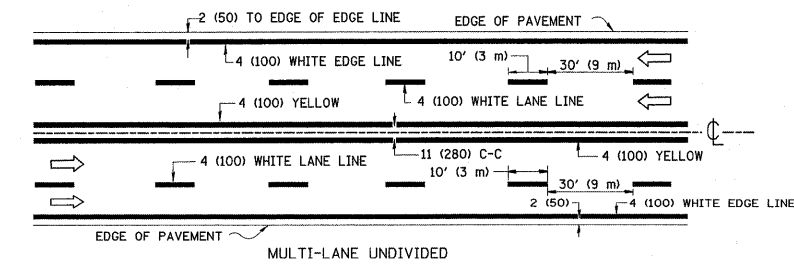 2 (50) TO EDGE OF EDGE LINE
EDGE OF PAVEMENT
4 (100) WHITE EDGE LINE
10' (3 m)
30' (9 m)
4 (100) YELLOW
4 (100) WHITE LANE LINE
CL
4 (100) WHITE LANE LINE
11 (280) C-C
4 (100) YELLOW
10' (3 m)
30' (9 m)
2 (50)
4 (100) WHITE EDGE LINE
EDGE OF PAVEMENT
MULTI-LANE UNDIVIDED